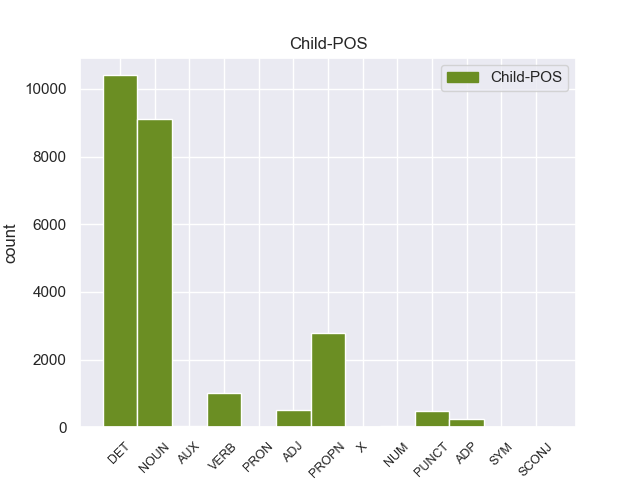 Child-POS
Child-POS
count
10000
8000
6000
4000
2000
0
DET NOUN AUX VERB PRON ADJ PROPN X NUM PUNCT ADP SYM SCONJ